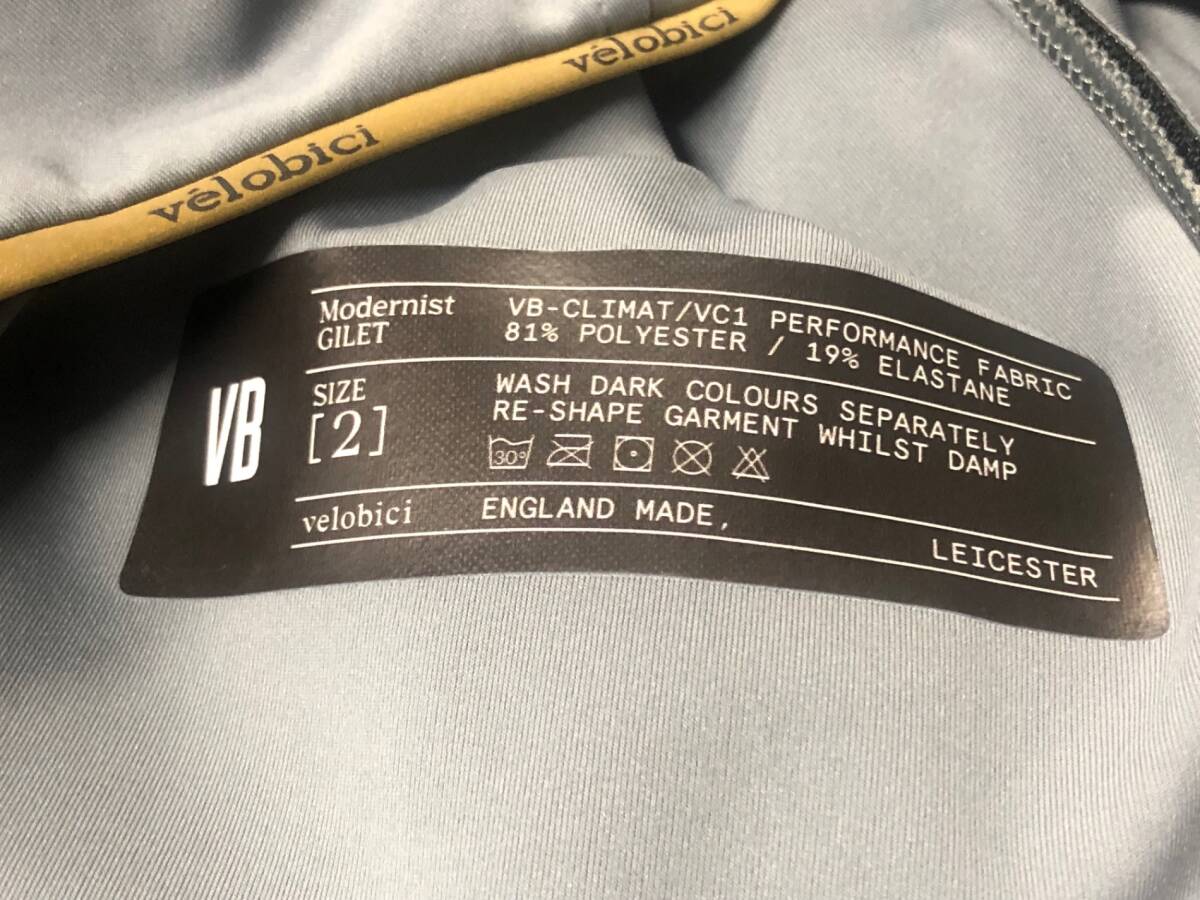 vélobici
vélobici
VB
Modernist
GILET
VB-CLIMAT/VC1 PERFORMANCE FABRIC
81% POLYESTER / 19% ELASTANE
SIZE
[2]
WASH DARK COLOURS SEPARATELY
RE-SHAPE GARMENT WHILST DAMP
30°
velobici
ENGLAND MADE,
LEICESTER